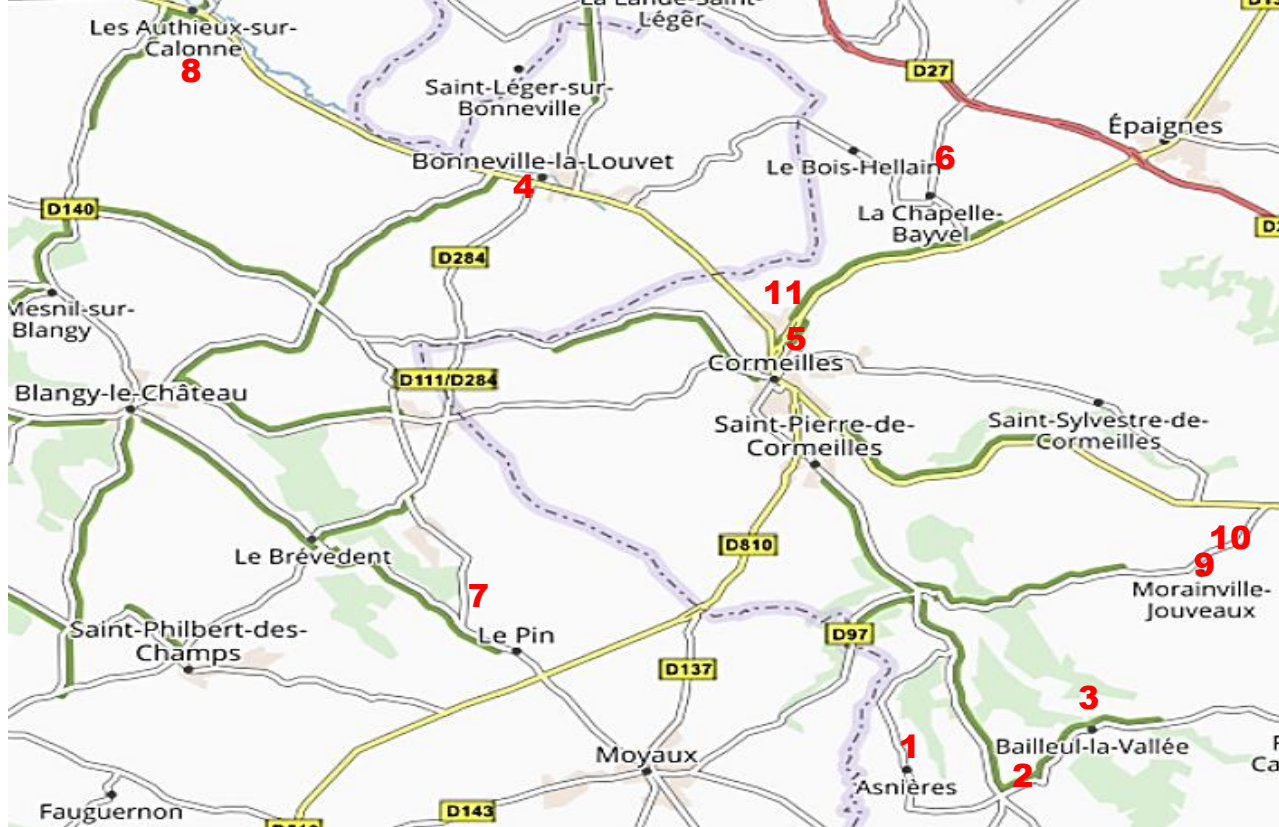 La Lande-Saint-
Léger
Les Authieux-sur-
Calonne
8
D27
Saint-Léger-sur-
Bonneville
Épaignes
Bonneville-la-Louvet
4
Le Bois-Hellain
6
D140
La Chapelle-
Bayvel
D284
11
Mesnil-sur-
Blangy
5
Cormeilles
D111/D284
Blangy-le-Château
Saint-Pierre-de-
Cormeilles
Saint-Sylvestre-de-
Cormeilles
10
D810
Le Brévedent
9
Morainville-
Jouveaux
7
Saint-Philbert-des-
Champs
Le Pin
D97
D137
3
1
Bailleul-la-Vallée
Moyaux
2
Asnières
Fauguernon
D143